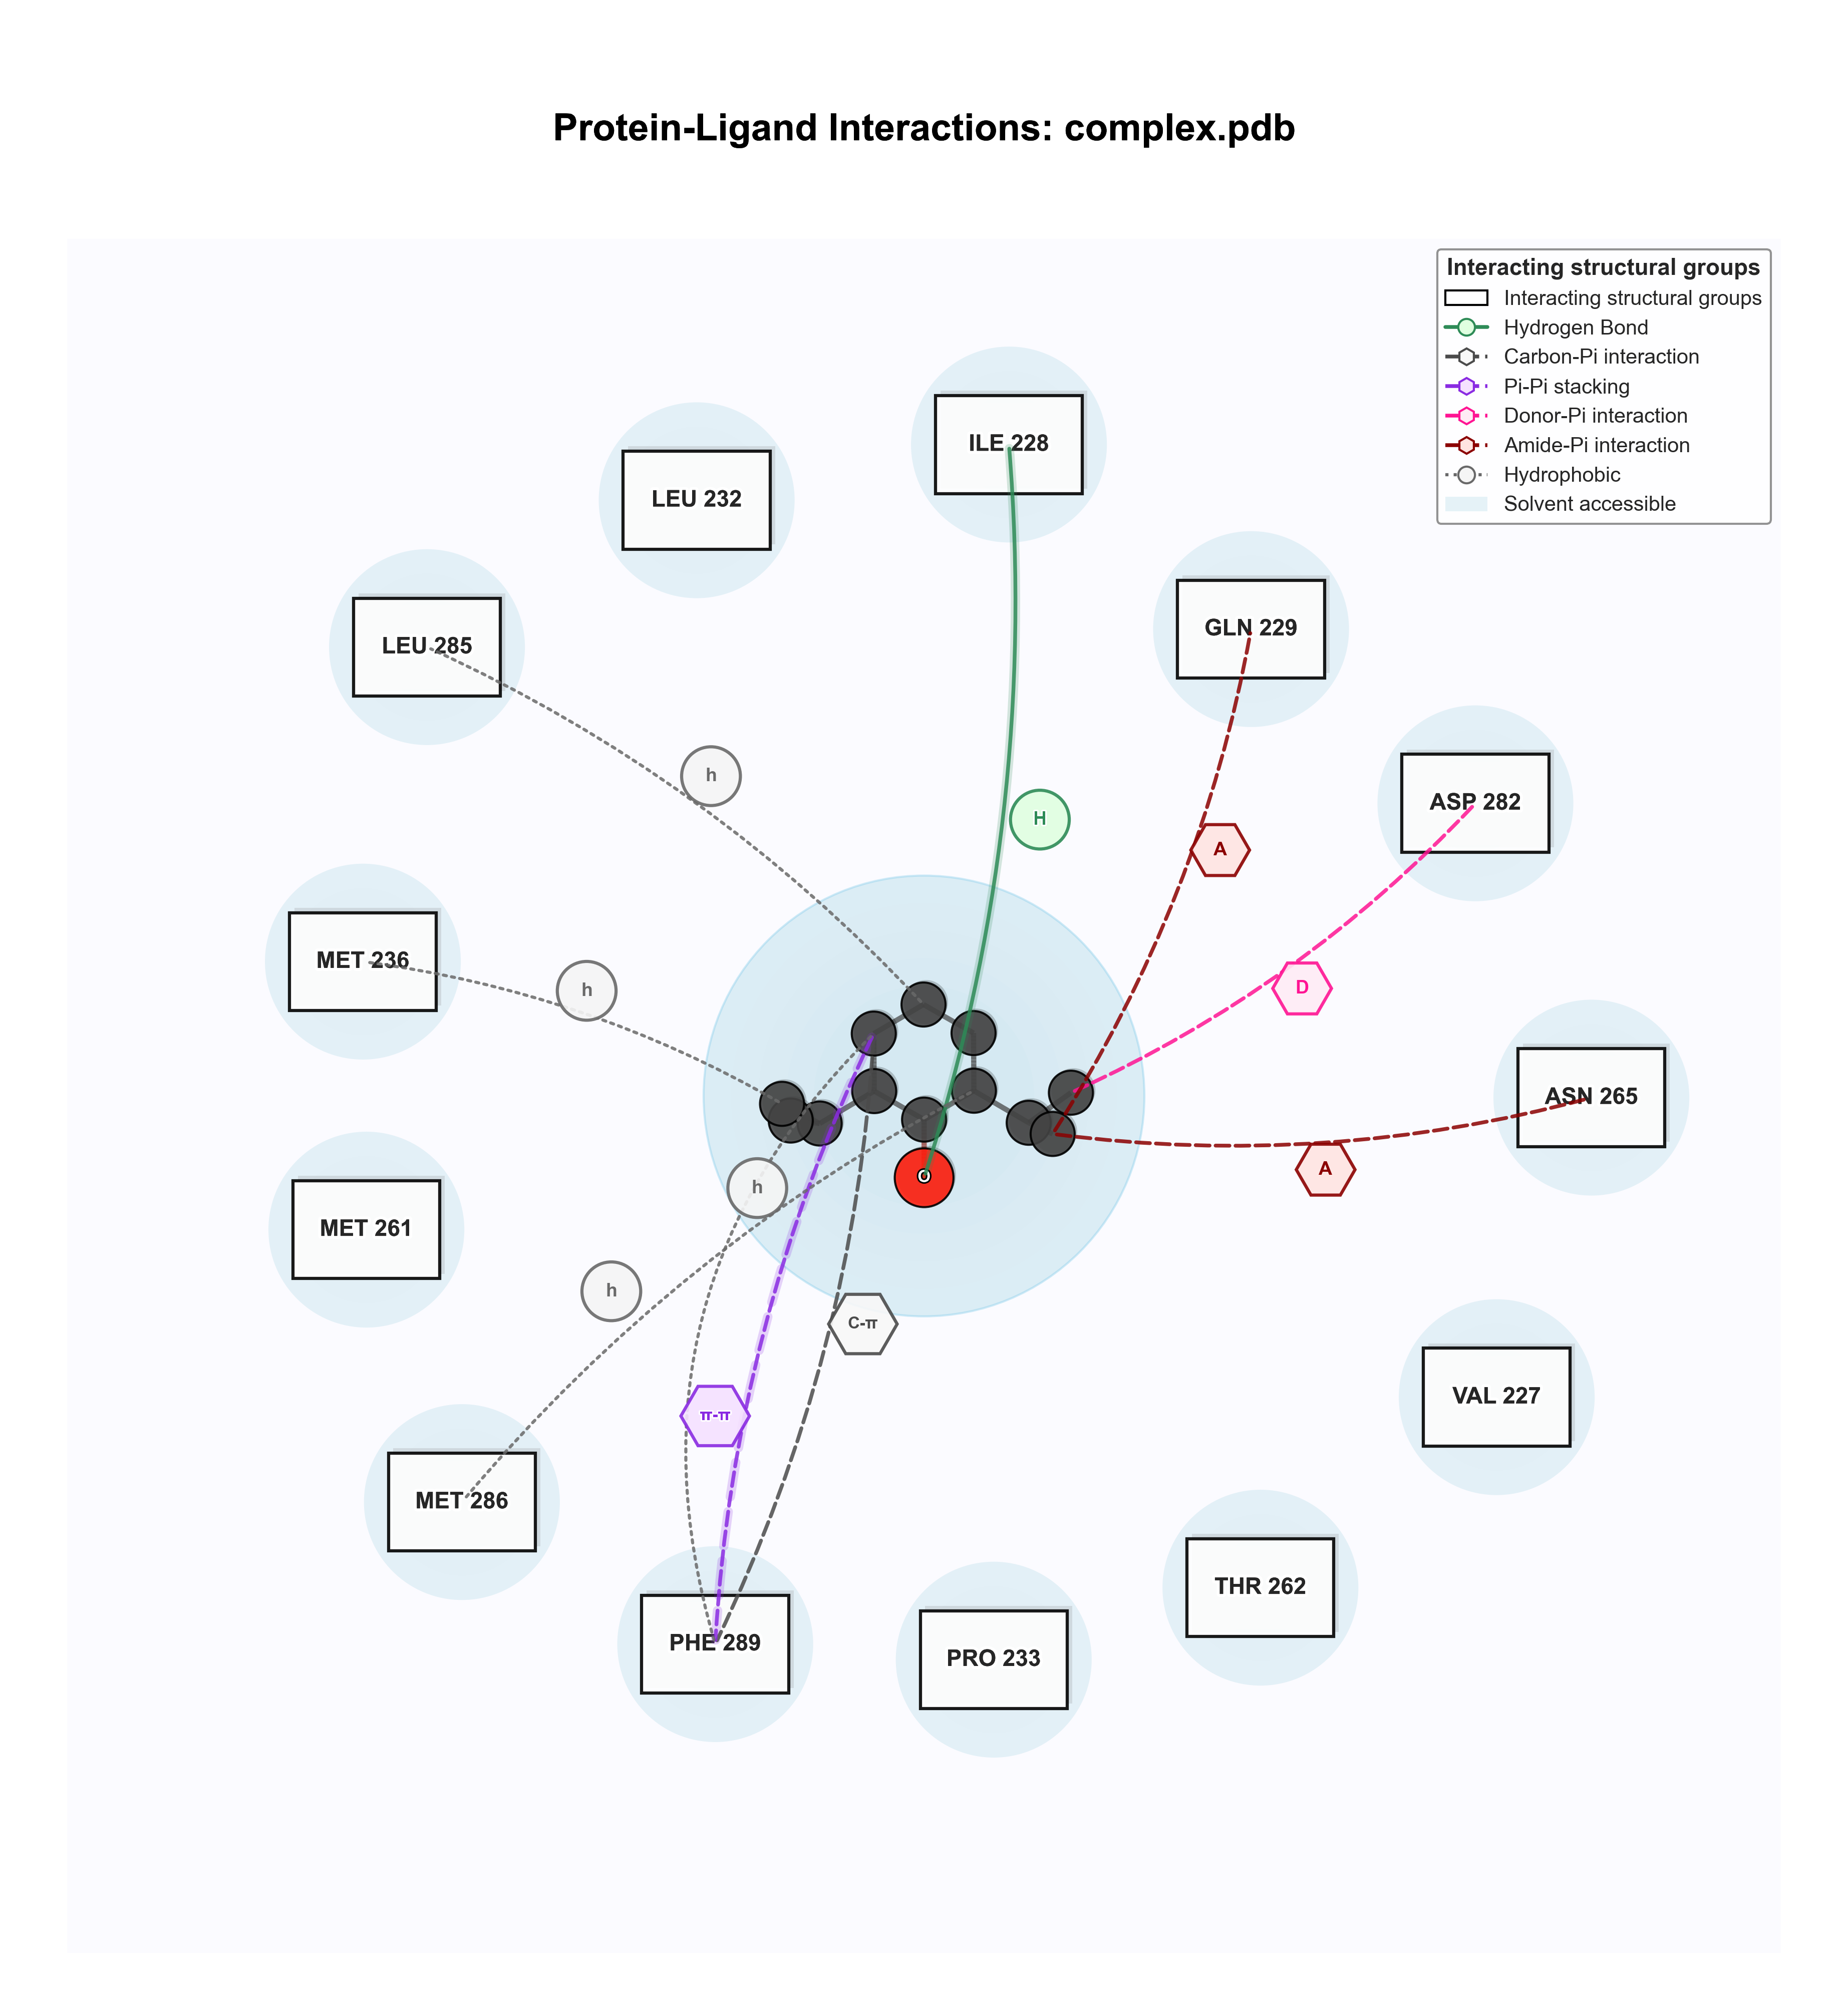 Protein-Ligand Interactions: complex.pdb
Interacting structural groups
Interacting structural groups
Hydrogen Bond
Carbon-Pi interaction
Pi-Pi stacking
Donor-Pi interaction
Amide-Pi interaction
Hydrophobic
Solvent accessible
ILE 228
LEU 232
GLN 229
LEU 285
h
ASP 282
H
A
MET 236
h
D
ASN 265
A
O
h
MET 261
h
C-π
VAL 227
π-π
MET 286
THR 262
PHE 289
PRO 233